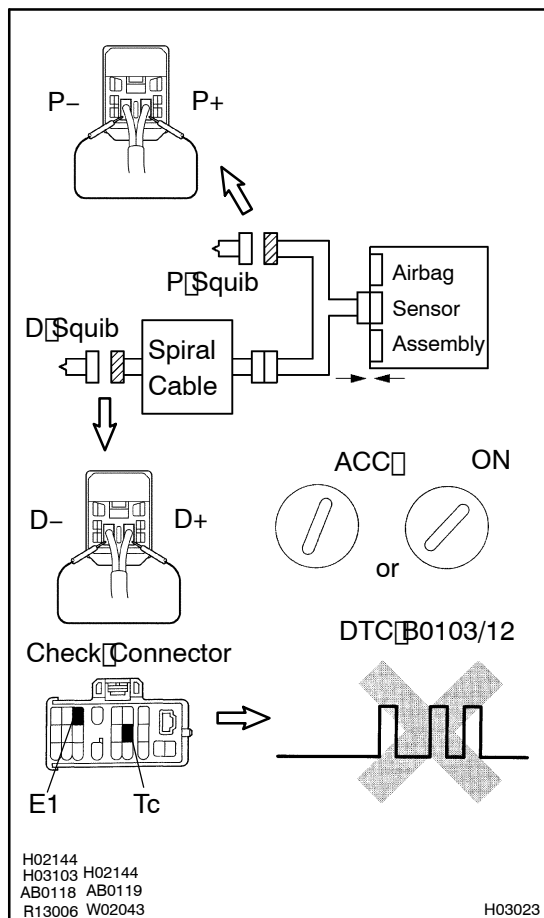 P– P+
P Squib
Airbag
Sensor
Assembly
D Squib
Spiral
Cable
ACC ON
D– D+
or
DTC B0103/12
Check Connector
E1 Tc
H02144
H03103 H02144
AB0118 AB0119
R13006 W02043
H03023